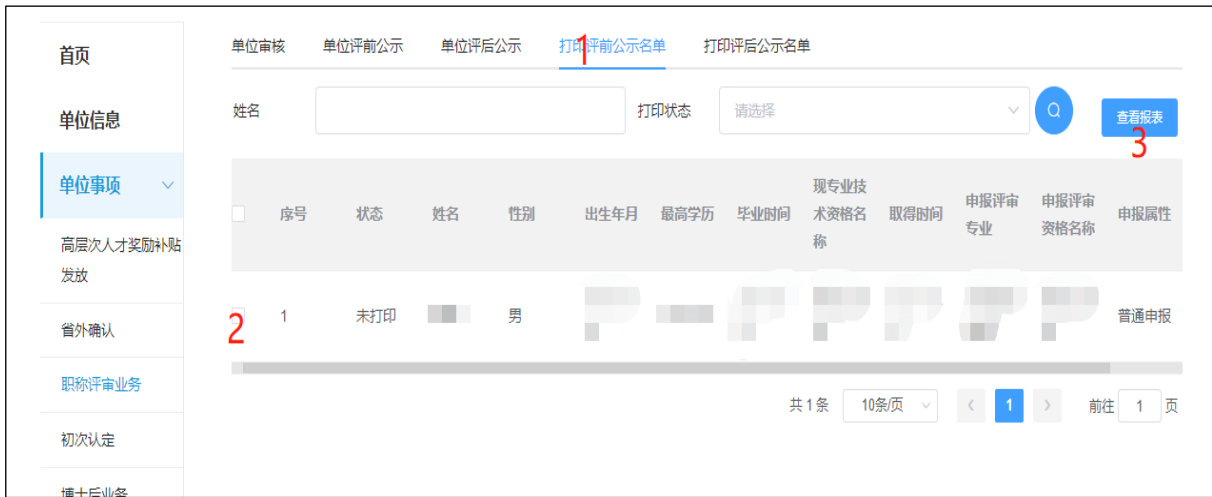 首页
单位信息
单位事项
高层次人才奖励补贴
发放
省外确认
职称评审业务
初次认定
博士后业务
单位审核 单位评前公示 单位评后公示 打印评前公示名单 打印评后公示名单
1
姓名 打印状态 请选择 查看报表
3
序号 状态 姓名 性别 出生年月 最高学历 毕业时间 现专业技术资格名称 取得时间 申报评审专业 申报评审资格名称 申报属性
2 1 未打印 男 普通申报
共 1 条 10条/页 < 1 > 前往 1 页